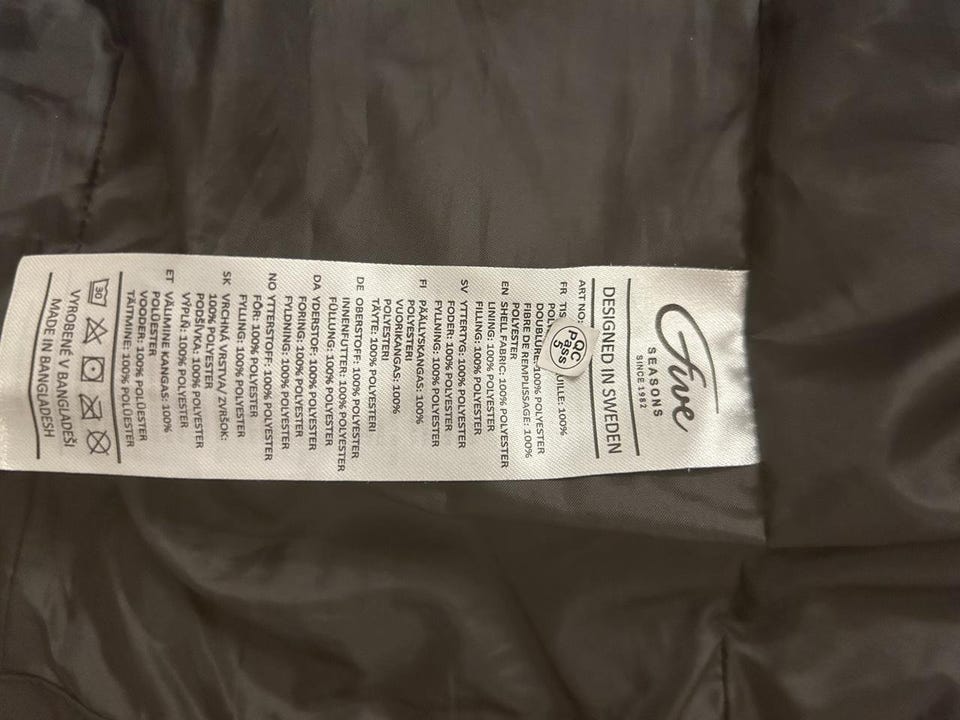 Five
SEASONS
SINCE 1982
DESIGNED IN SWEDEN
ART NO
FR TIS UILLE: 100%
POL
DOUBLURE: 100% POLYESTER
FIBRE DE REMPLISSAGE: 100%
POLYESTER
EN SHELL FABRIC: 100% POLYESTER
LINING: 100% POLYESTER
FILLING: 100% POLYESTER
SV YTTERTYG: 100% POLYESTER
FODER: 100% POLYESTER
FYLLNING: 100% POLYESTER
FI PÄÄLLYSKANGAS: 100%
POLYESTERI
VUORIKANGAS: 100%
POLYESTERI
TÄYTE: 100% POLYESTERI
DE OBERSTOFF: 100% POLYESTER
INNENFUTTER: 100% POLYESTER
FÜLLUNG: 100% POLYESTER
DA YDERSTOF: 100% POLYESTER
FORING: 100% POLYESTER
FYLDNING: 100% POLYESTER
NO YTTERSTOFF: 100% POLYESTER
FÔR: 100% POLYESTER
FYLLING: 100% POLYESTER
SK VRCHNÁ VRSTVA/ ZVRŠOK:
100% POLYESTER
PODŠÍVKA: 100% POLYESTER
VÝPLŇ: 100% POLYESTER
ET VÄLIMINE KANGAS: 100%
POLÜESTER
VOODER: 100% POLÜESTER
TÄITMINE: 100% POLÜESTER
30
VYROBENÉ V BANGLADÉŠI
MADE IN BANGLADESH
QC
Pass
5